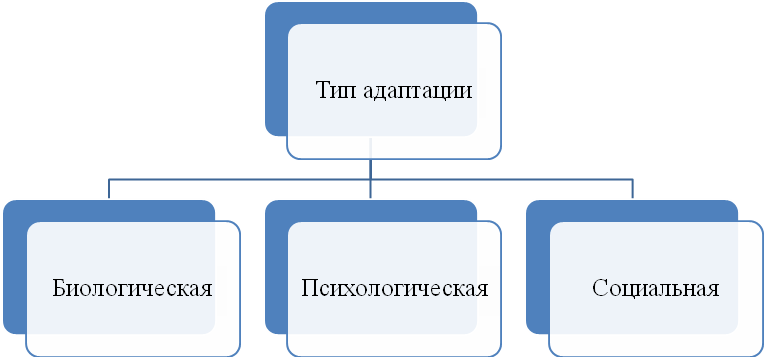 Тип адаптации
Биологическая
Психологическая
Социальная